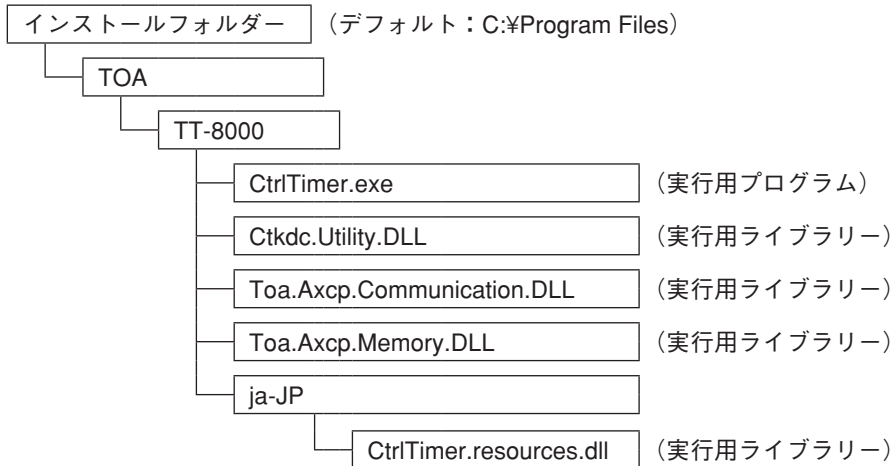 インストールフォルダー （デフォルト：C:¥Program Files）
TOA
TT-8000
CtrlTimer.exe （実行用プログラム）
Ctkdc.Utility.DLL （実行用ライブラリー）
Toa.Axcp.Communication.DLL （実行用ライブラリー）
Toa.Axcp.Memory.DLL （実行用ライブラリー）
ja-JP
CtrlTimer.resources.dll （実行用ライブラリー）